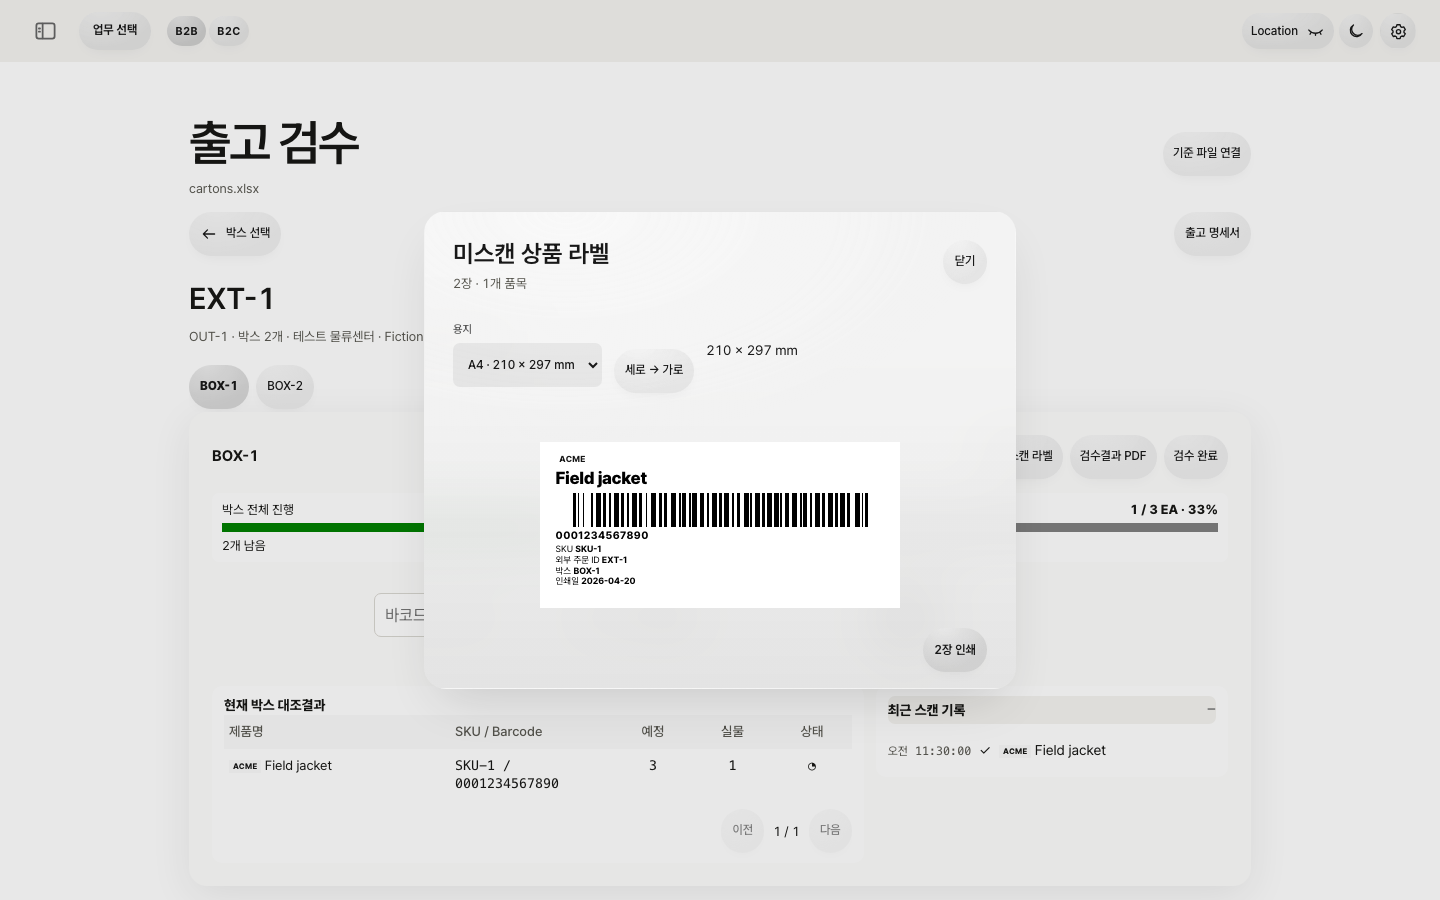 업무 선택
B2B
B2C
Location
출고 검수
기준 파일 연결
cartons.xlsx
박스 선택
출고 명세서
EXT-1
OUT-1 · 박스 2개 · 테스트 물류센터 · Fiction
BOX-1
BOX-2
미스캔 상품 라벨
2장 · 1개 품목
닫기
용지
A4 · 210 × 297 mm
세로 → 가로
210 × 297 mm
ACME
Field jacket
0001234567890
SKU SKU-1
외부 주문 ID EXT-1
박스 BOX-1
인쇄일 2026-04-20
2장 인쇄
BOX-1
스캔 라벨
검수결과 PDF
검수 완료
박스 전체 진행
1 / 3 EA · 33%
2개 남음
바코드
현재 박스 대조결과
제품명
SKU / Barcode
예정
실물
상태
ACME Field jacket
SKU-1 /
0001234567890
3
1
이전
1 / 1
다음
최근 스캔 기록
오전 11:30:00 ✓ ACME Field jacket